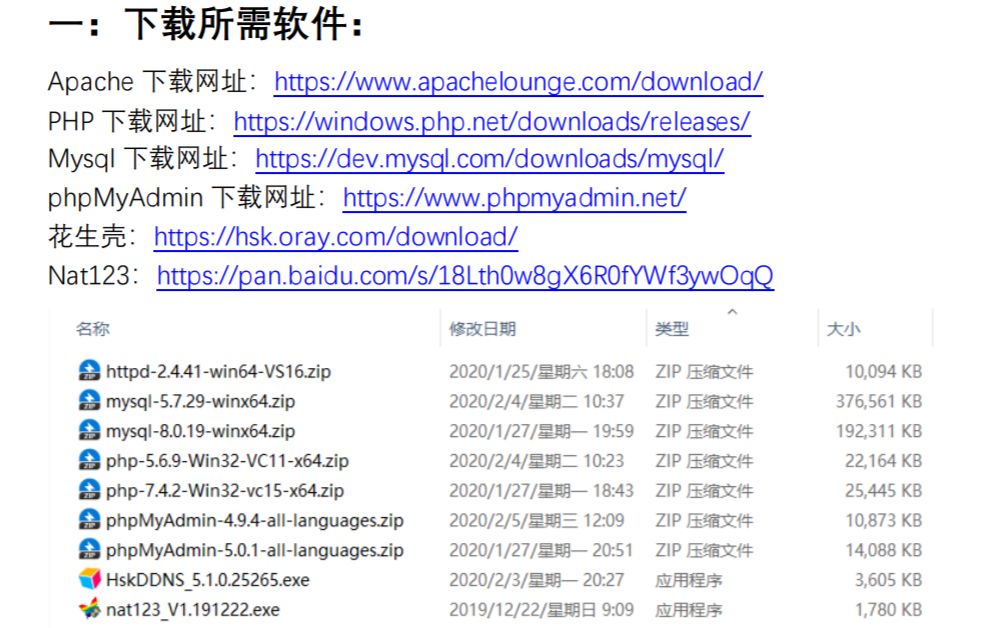 一：下载所需软件：
Apache 下载网址：https://www.apachelounge.com/download/
PHP 下载网址：https://windows.php.net/downloads/releases/
Mysql 下载网址：https://dev.mysql.com/downloads/mysql/
phpMyAdmin 下载网址：https://www.phpmyadmin.net/
花生壳：https://hsk.oray.com/download/
Nat123：https://pan.baidu.com/s/18Lth0w8gX6R0fYWf3ywOqQ
名称 修改日期 类型 大小
httpd-2.4.41-win64-VS16.zip 2020/1/25/星期六 18:08 ZIP 压缩文件 10,094 KB
mysql-5.7.29-winx64.zip 2020/2/4/星期二 10:37 ZIP 压缩文件 376,561 KB
mysql-8.0.19-winx64.zip 2020/1/27/星期一 19:59 ZIP 压缩文件 192,311 KB
php-5.6.9-Win32-VC11-x64.zip 2020/2/4/星期二 10:23 ZIP 压缩文件 22,164 KB
php-7.4.2-Win32-vc15-x64.zip 2020/1/27/星期一 18:43 ZIP 压缩文件 25,445 KB
phpMyAdmin-4.9.4-all-languages.zip 2020/2/5/星期三 12:09 ZIP 压缩文件 10,873 KB
phpMyAdmin-5.0.1-all-languages.zip 2020/1/27/星期一 20:51 ZIP 压缩文件 14,088 KB
HskDDNS_5.1.0.25265.exe 2020/2/3/星期一 20:27 应用程序 3,605 KB
nat123_V1.191222.exe 2019/12/22/星期日 9:09 应用程序 1,780 KB